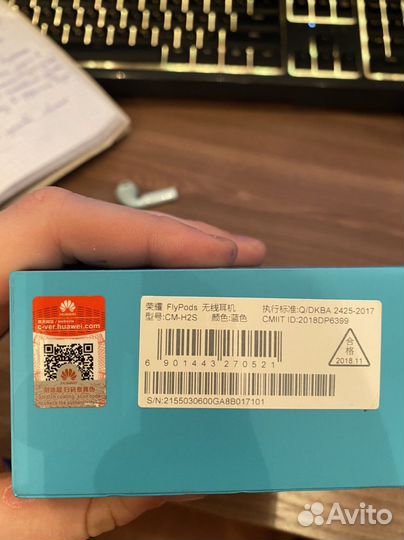 HUAWEI
c-ver.huawei.com
荣耀 FlyPods 无线耳机
型号:CM-H2S 颜色:蓝色
执行标准:Q/DKBA 2425-2017
CMIIT ID:2018DP6399
合格
2018.11
6 901443 270521
S/N:2155030600GA8B017101
Avito